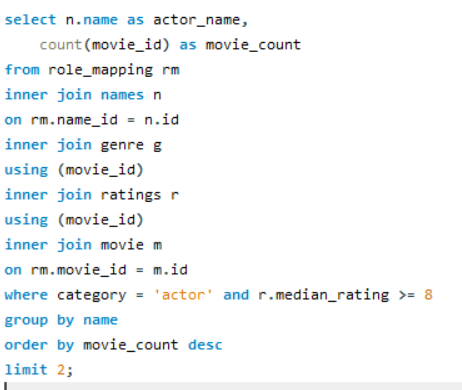 select n.name as actor_name,
    count(movie_id) as movie_count
from role_mapping rm
inner join names n
on rm.name_id = n.id
inner join genre g
using (movie_id)
inner join ratings r
using (movie_id)
inner join movie m
on rm.movie_id = m.id
where category = 'actor' and r.median_rating >= 8
group by name
order by movie_count desc
limit 2;